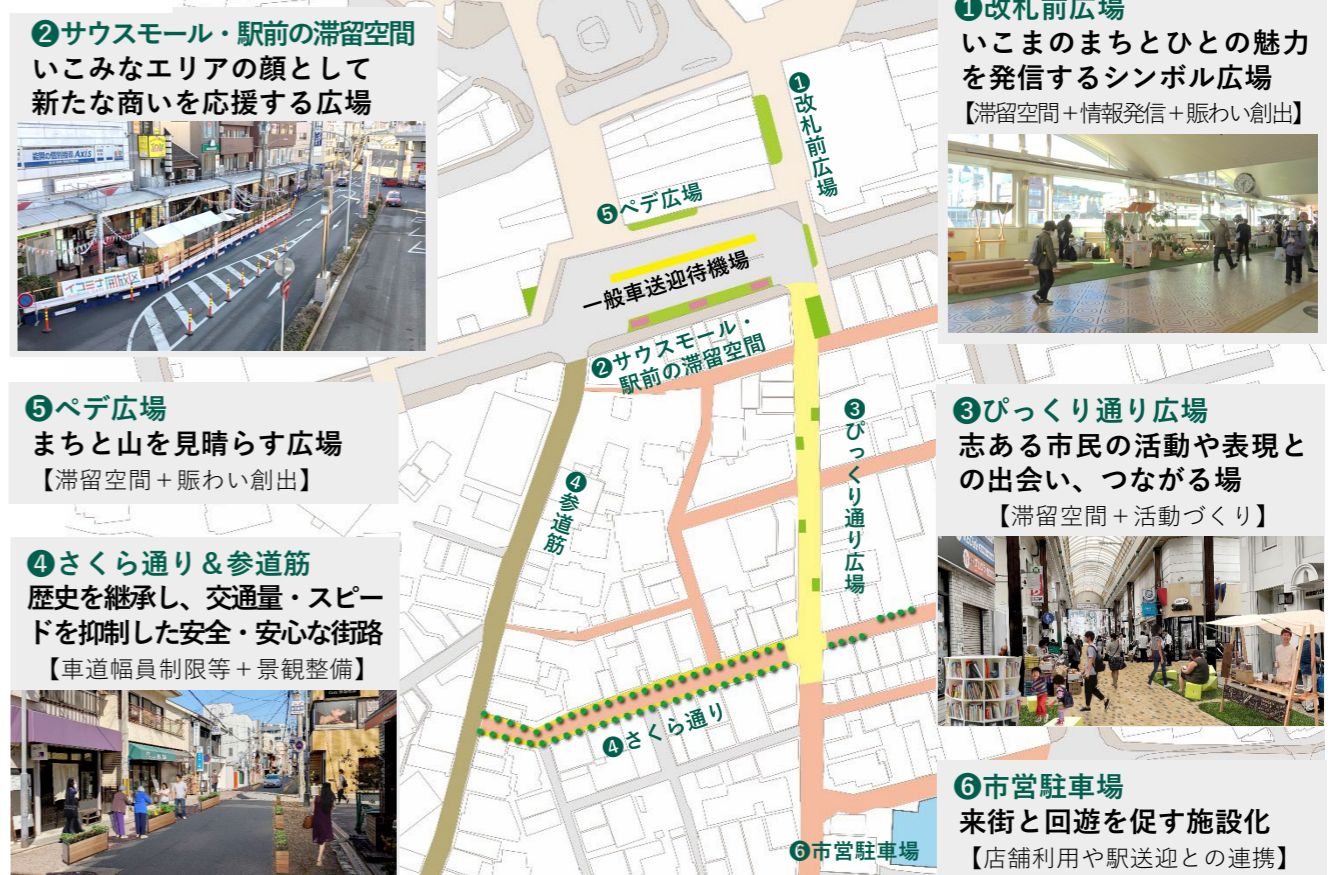 ❷サウスモール・駅前の滞留空間
いこみなエリアの顔として
新たな商いを応援する広場
Axis
イコミナ開放区
❺ペデ広場
まちと山を見晴らす広場
【滞留空間＋賑わい創出】
❹さくら通り＆参道筋
歴史を継承し、交通量・スピー
ドを抑制した安全・安心な街路
【車道幅員制限等＋景観整備】
❶改札前広場
❺ペデ広場
一般車送迎待機場
❷サウスモール・
駅前の滞留空間
❸ぴっくり通り広場
❹参道筋
❹さくら通り
❻市営駐車場
❶改札前広場
いこまのまちとひとの魅力
を発信するシンボル広場
【滞留空間＋情報発信＋賑わい創出】
❸ぴっくり通り広場
志ある市民の活動や表現と
の出会い、つながる場
【滞留空間＋活動づくり】
❻市営駐車場
来街と回遊を促す施設化
【店舗利用や駅送迎との連携】